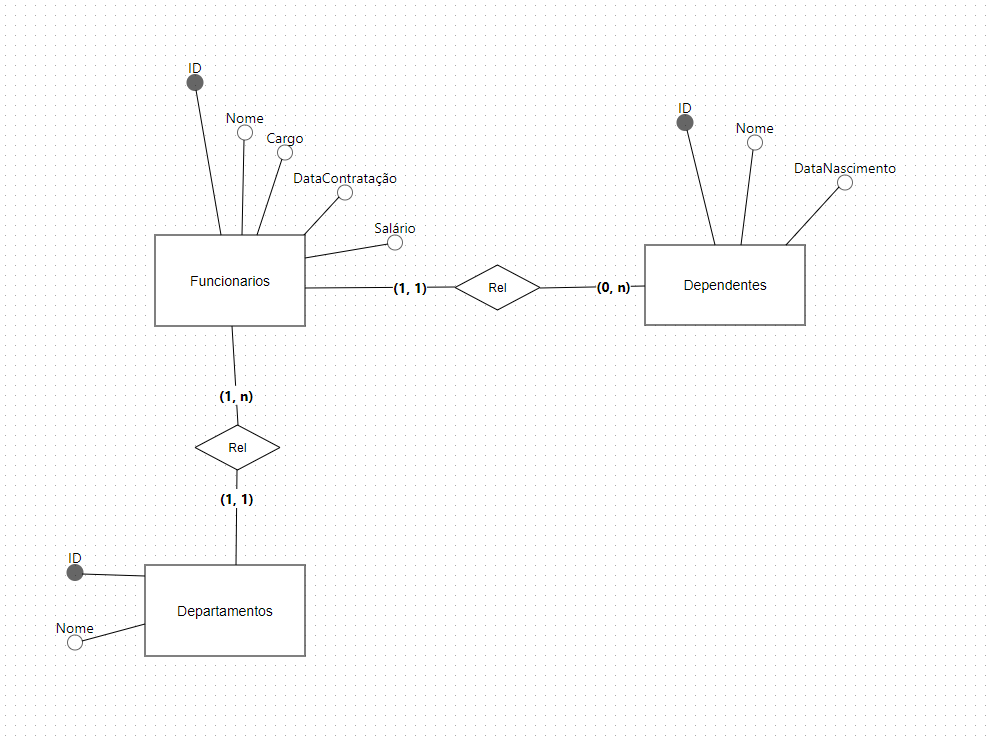 ID
Nome
Cargo
DataContratação
Salário
Funcionarios
(1, 1)
Rel
(0, n)
ID
Nome
DataNascimento
Dependentes
(1, n)
Rel
(1, 1)
ID
Nome
Departamentos